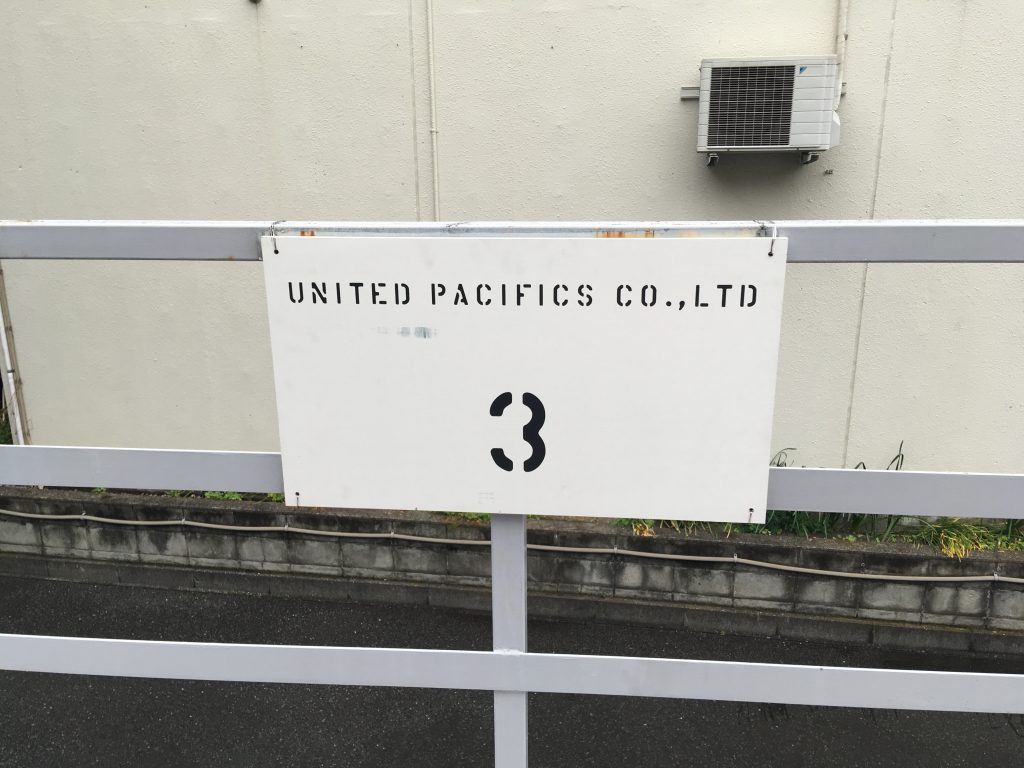 UNITED PACIFICS CO.,LTD
3